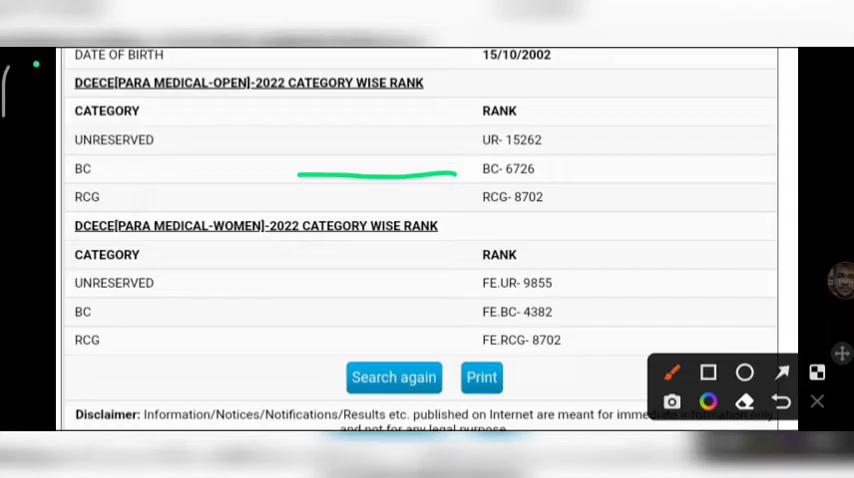 DATE OF BIRTH 15/10/2002
DCECE[PARA MEDICAL-OPEN]-2022 CATEGORY WISE RANK
CATEGORY RANK
UNRESERVED UR- 15262
BC BC- 6726
RCG RCG- 8702
DCECE[PARA MEDICAL-WOMEN]-2022 CATEGORY WISE RANK
CATEGORY RANK
UNRESERVED FE.UR- 9855
BC FE.BC- 4382
RCG FE.RCG- 8702
Search again Print
Disclaimer: Information/Notices/Notifications/Results etc. published on Internet are meant for immediate information only
and not for any legal purpose